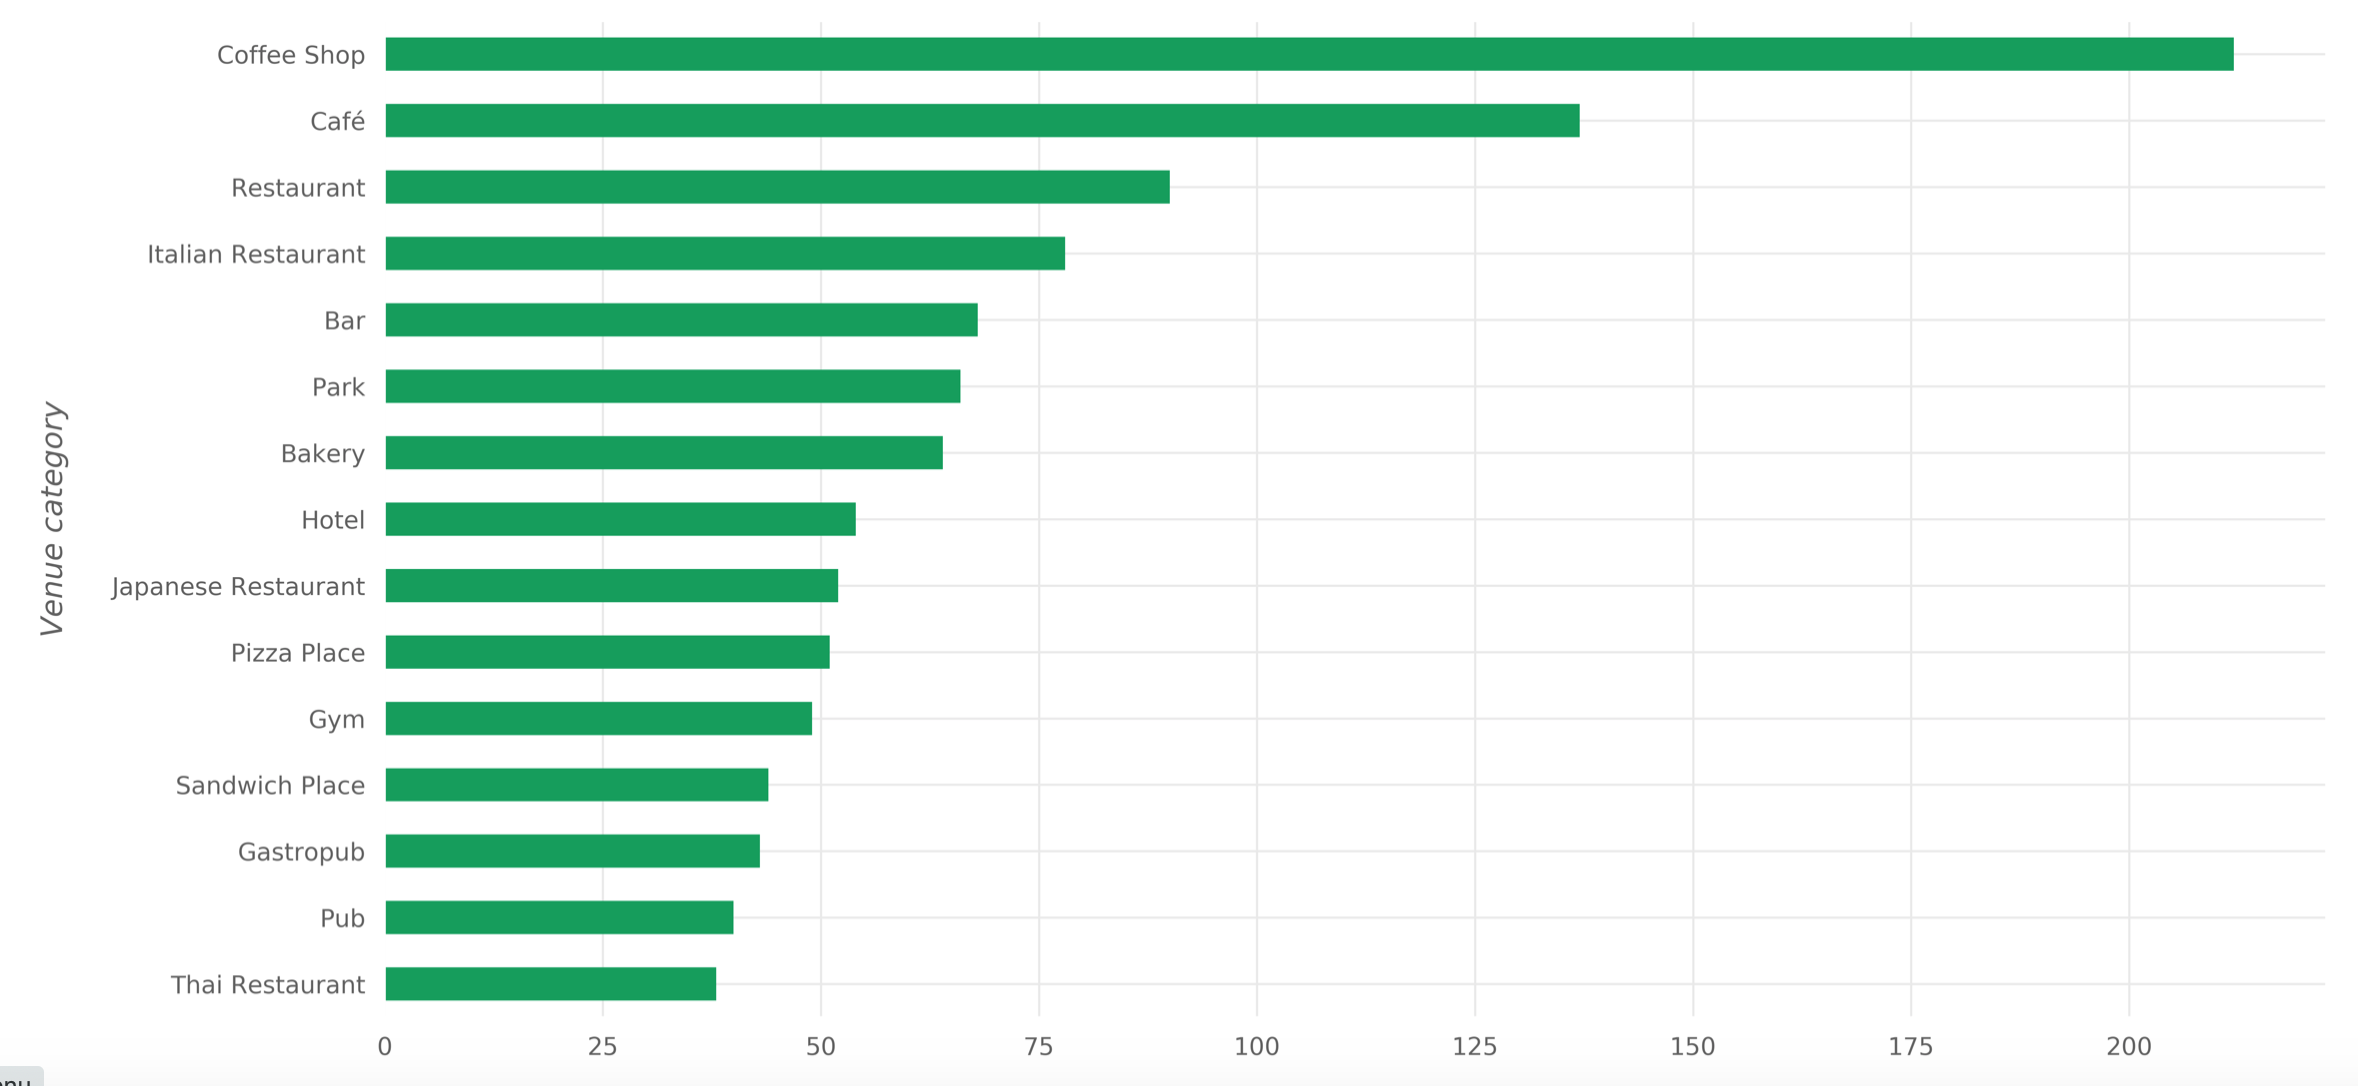 Coffee Shop
Café
Restaurant
Italian Restaurant
Bar
Park
Bakery
Hotel
Japanese Restaurant
Pizza Place
Gym
Sandwich Place
Gastropub
Pub
Thai Restaurant
Venue category
0 25 50 75 100 125 150 175 200